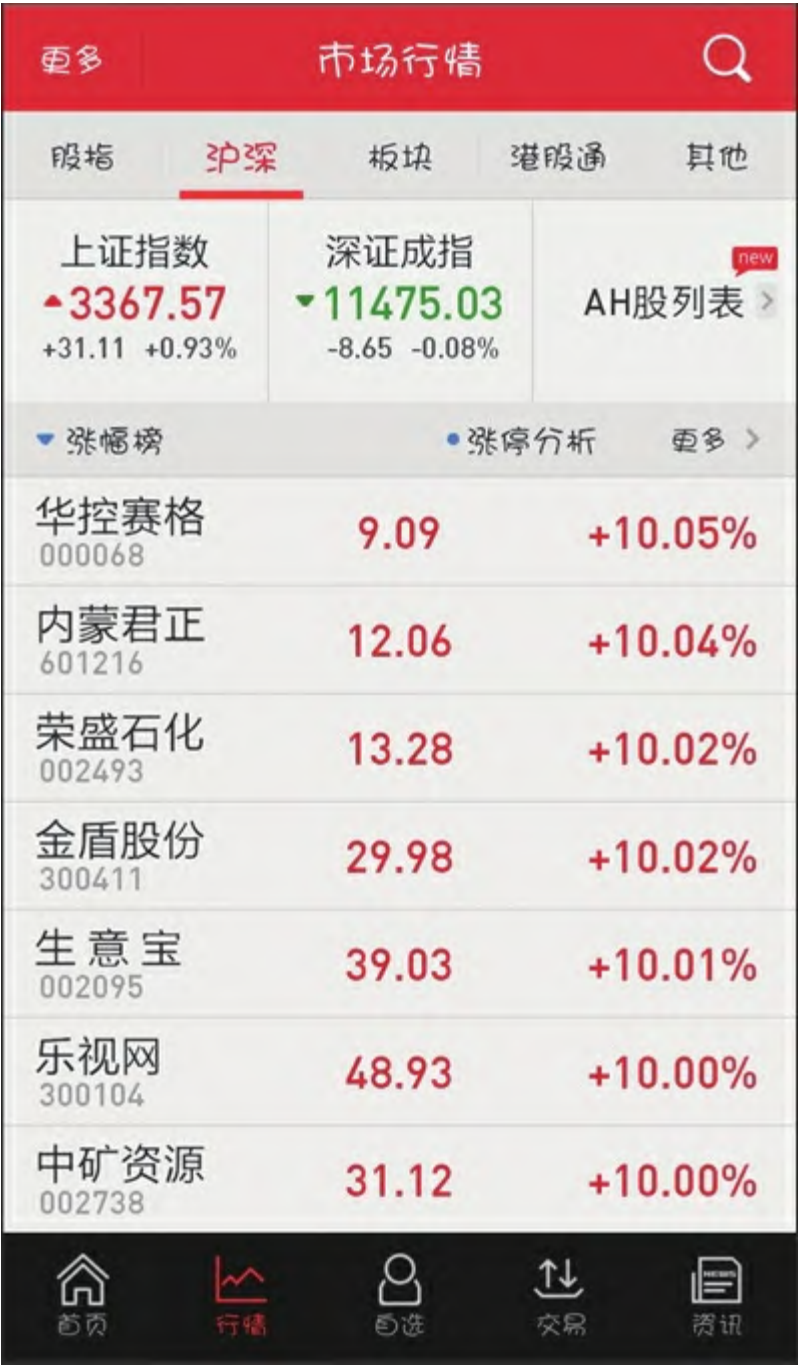 更多 市场行情
股指 沪深 板块 港股通 其他
上证指数 深证成指
new
▲3367.57 ▼11475.03 AH股列表 >
+31.11 +0.93% -8.65 -0.08%
▼涨幅榜 •涨停分析 更多 >
华控赛格 9.09 +10.05%
000068
内蒙君正 12.06 +10.04%
601216
荣盛石化 13.28 +10.02%
002493
金盾股份 29.98 +10.02%
300411
生意宝 39.03 +10.01%
002095
乐视网 48.93 +10.00%
300104
中矿资源 31.12 +10.00%
002738
NEWS
首页 行情 自选 交易 资讯